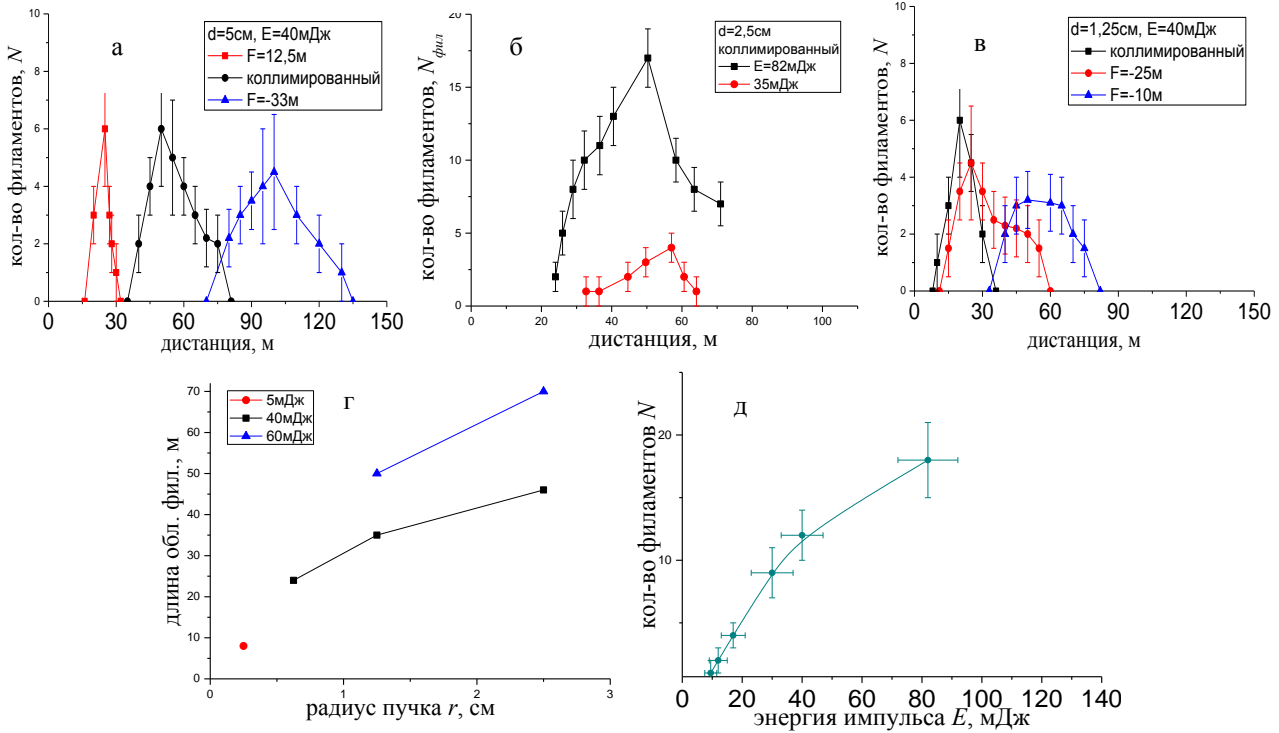 а
d=5см, E=40мДж
F=12,5м
коллимированный
F=-33м
кол-во филаментов, N
10
8
6
4
2
0
0 30 60 90 120 150
дистанция, м
б
d=2,5см
коллимированный
E=82мДж
35мДж
кол-во филаментов, Nфил
20
15
10
5
0
0 20 40 60 80 100
дистанция, м
в
d=1,25см, E=40мДж
коллимированный
F=-25м
F=-10м
кол-во филаментов, N
10
8
6
4
2
0
0 30 60 90 120 150
дистанция, м
г
5мДж
40мДж
60мДж
длина обл. фил., м
70
60
50
40
30
20
10
0
0 1 2 3
радиус пучка r, см
д
кол-во филаментов N
20
10
0 20 40 60 80 100 120 140
энергия импульса E, мДж